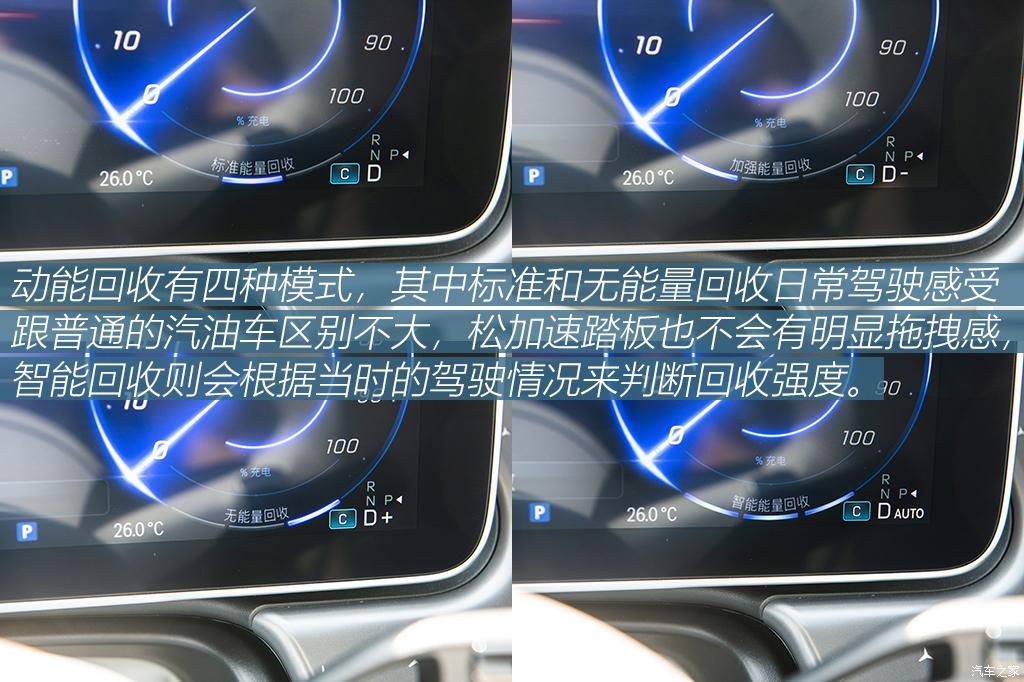 10
90
0
100
% 充电
R
N P
标准能量回收
C D
P
26.0°C
10
90
0
100
% 充电
R
N P
加强能量回收
C D-
P
26.0°C
动能回收有四种模式，其中标准和无能量回收日常驾驶感受
跟普通的汽油车区别不大，松加速踏板也不会有明显拖拽感，
智能回收则会根据当时的驾驶情况来判断回收强度。
10
90
0
100
% 充电
R
N P
无能量回收
C D+
P
26.0°C
90
0
100
% 充电
R
N P
智能能量回收
C D AUTO
P
26.0°C
汽车之家